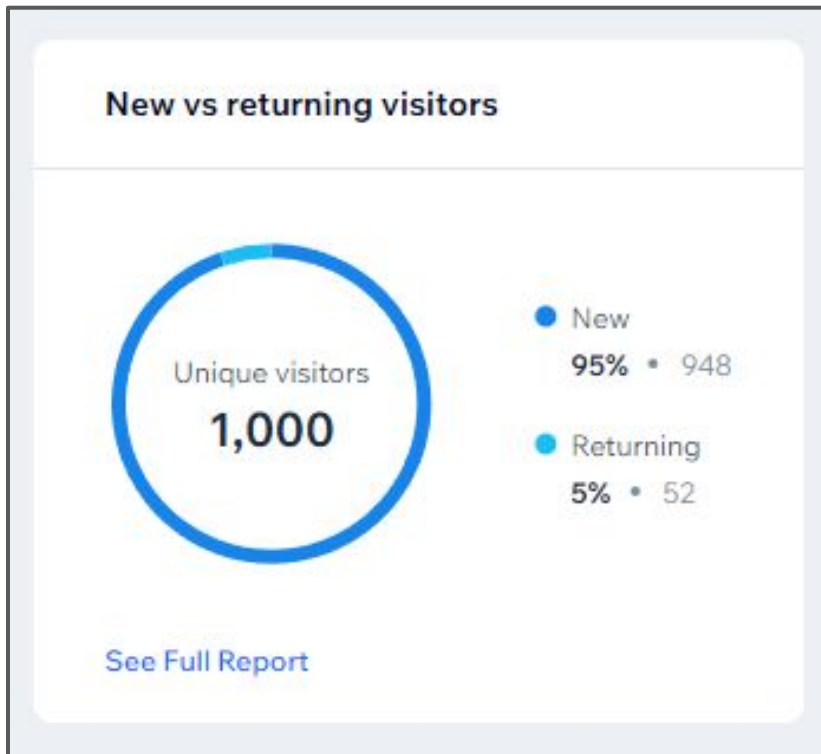 New vs returning visitors
Unique visitors
1,000
New
95% • 948
Returning
5% • 52
See Full Report